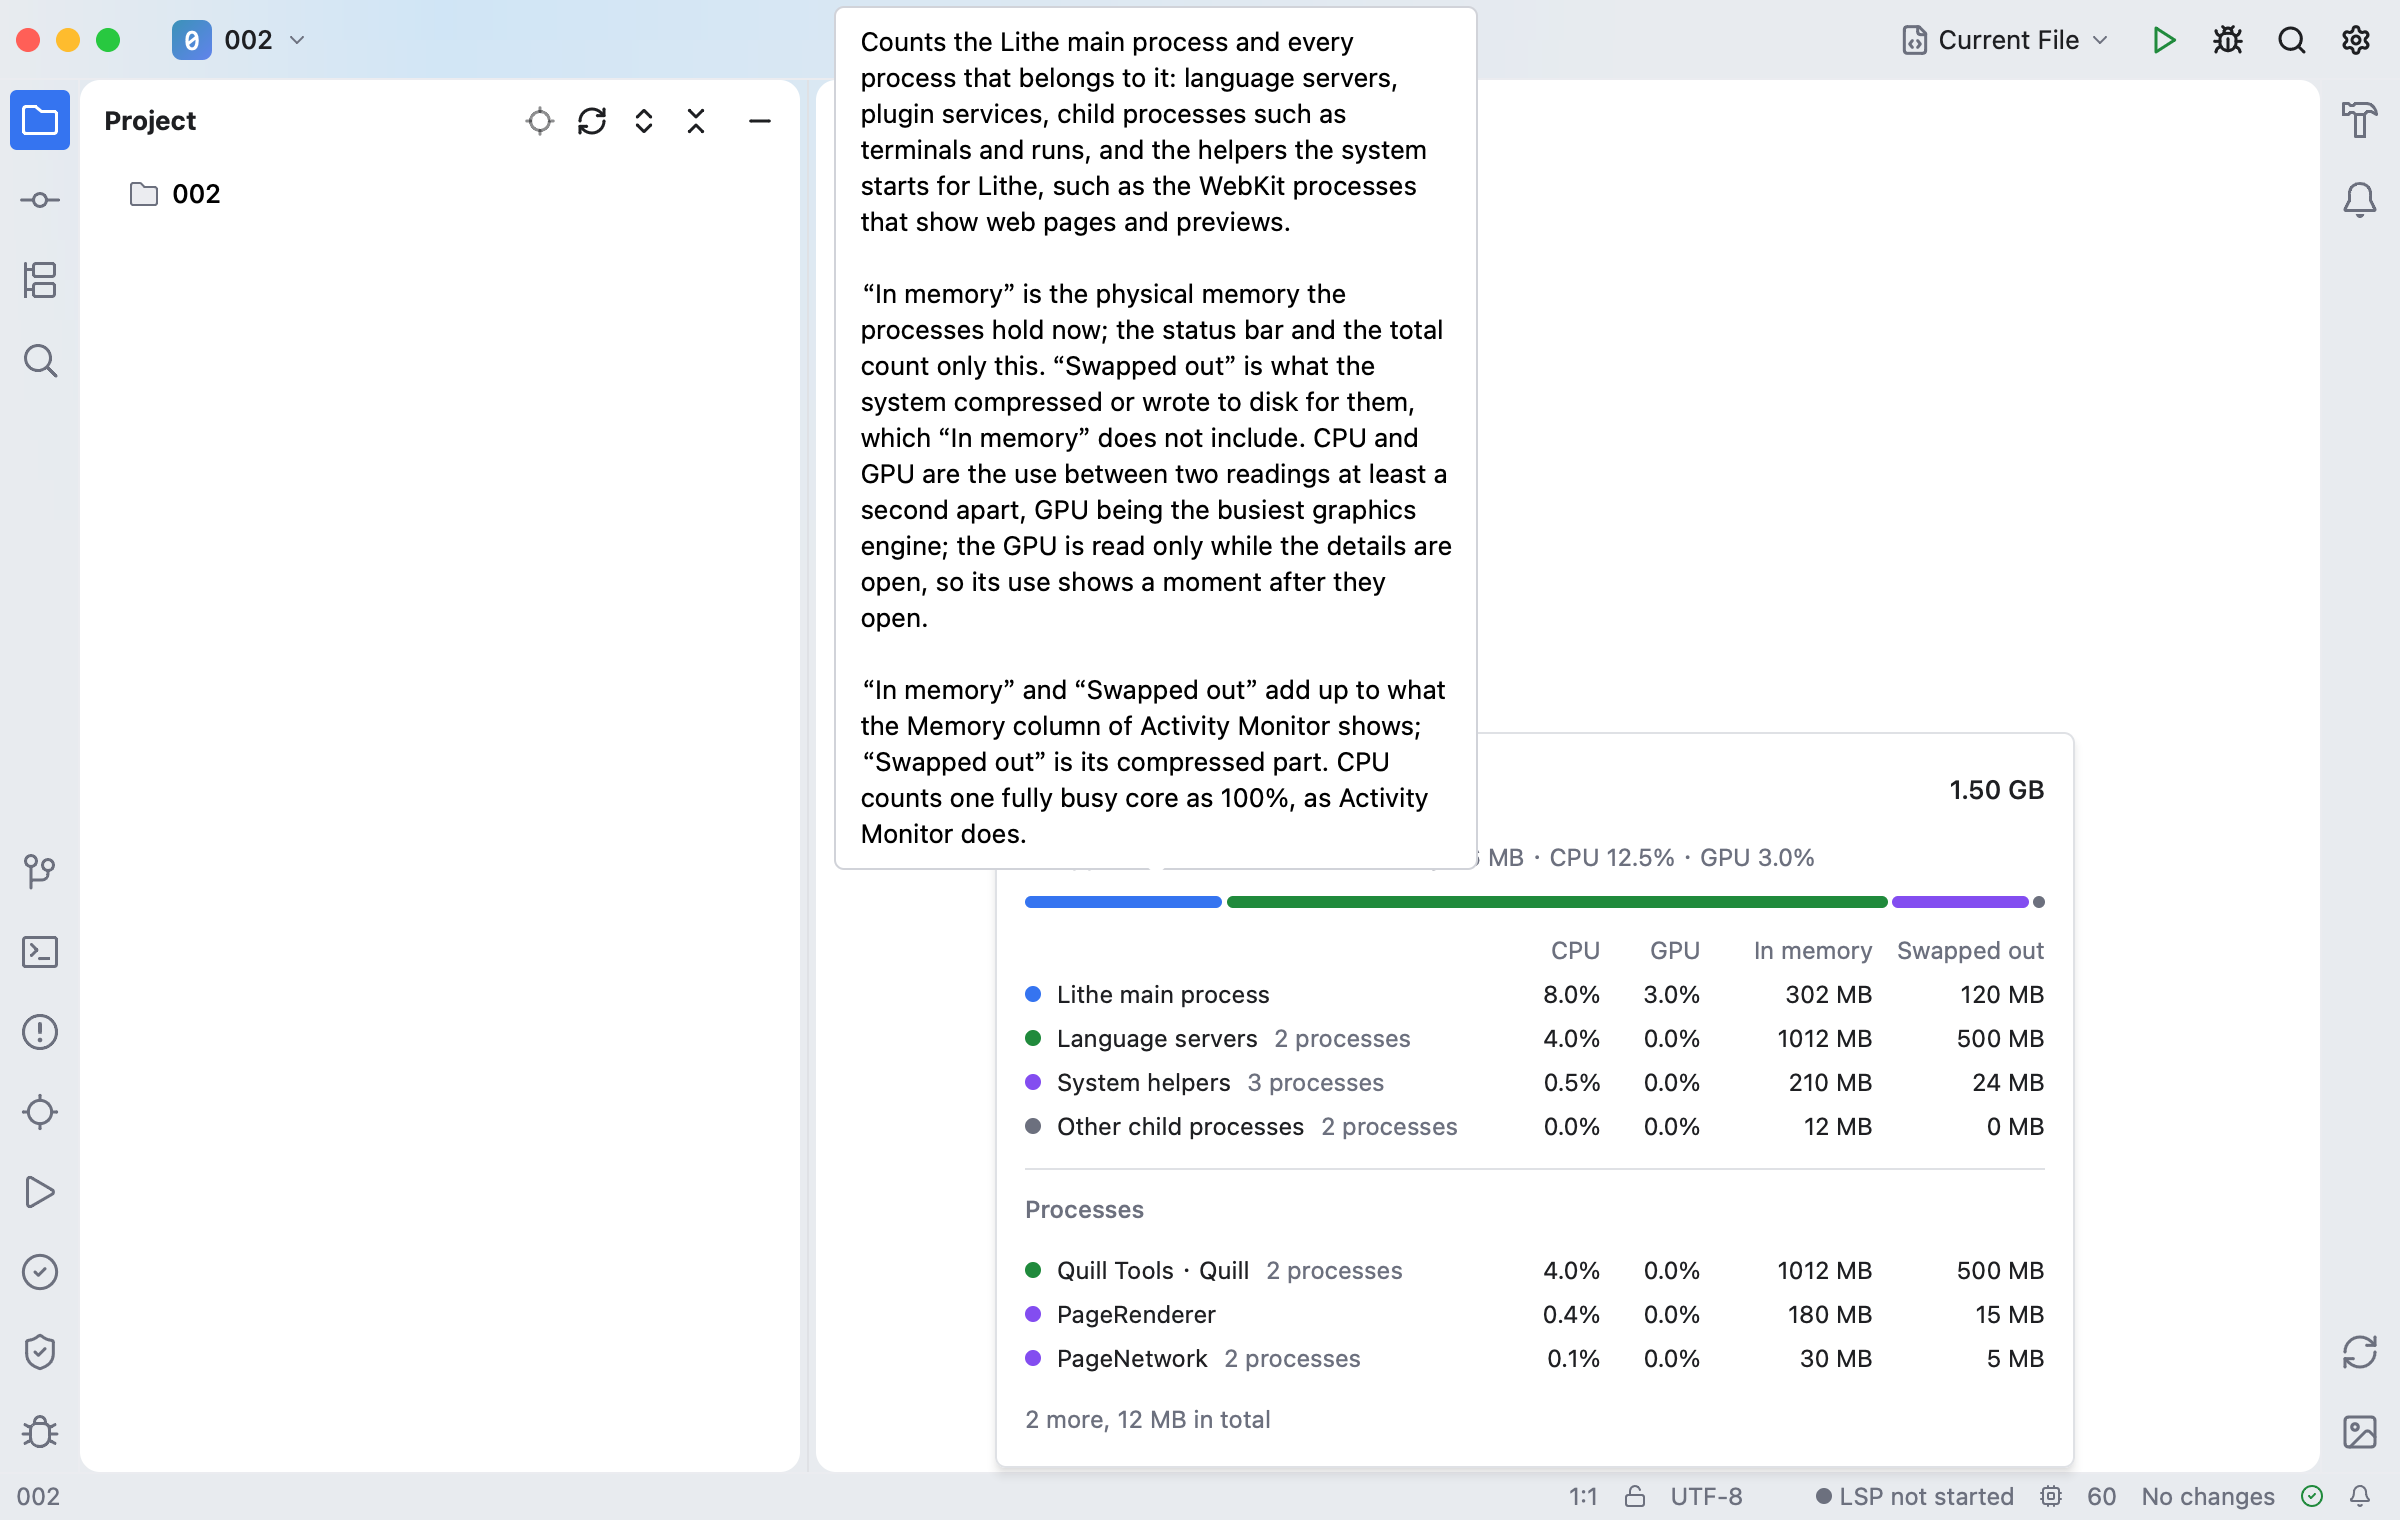 002
Current File
Project
002
Counts the Lithe main process and every
process that belongs to it: language servers,
plugin services, child processes such as
terminals and runs, and the helpers the system
starts for Lithe, such as the WebKit processes
that show web pages and previews.
“In memory” is the physical memory the
processes hold now; the status bar and the total
count only this. “Swapped out” is what the
system compressed or wrote to disk for them,
which “In memory” does not include. CPU and
GPU are the use between two readings at least a
second apart, GPU being the busiest graphics
engine; the GPU is read only while the details are
open, so its use shows a moment after they
open.
“In memory” and “Swapped out” add up to what
the Memory column of Activity Monitor shows;
“Swapped out” is its compressed part. CPU
counts one fully busy core as 100%, as Activity
Monitor does.
1.50 GB
MB · CPU 12.5% · GPU 3.0%
CPU GPU In memory Swapped out
Lithe main process 8.0% 3.0% 302 MB 120 MB
Language servers 2 processes 4.0% 0.0% 1012 MB 500 MB
System helpers 3 processes 0.5% 0.0% 210 MB 24 MB
Other child processes 2 processes 0.0% 0.0% 12 MB 0 MB
Processes
Quill Tools · Quill 2 processes 4.0% 0.0% 1012 MB 500 MB
PageRenderer 0.4% 0.0% 180 MB 15 MB
PageNetwork 2 processes 0.1% 0.0% 30 MB 5 MB
2 more, 12 MB in total
002 1:1 UTF-8 LSP not started 60 No changes